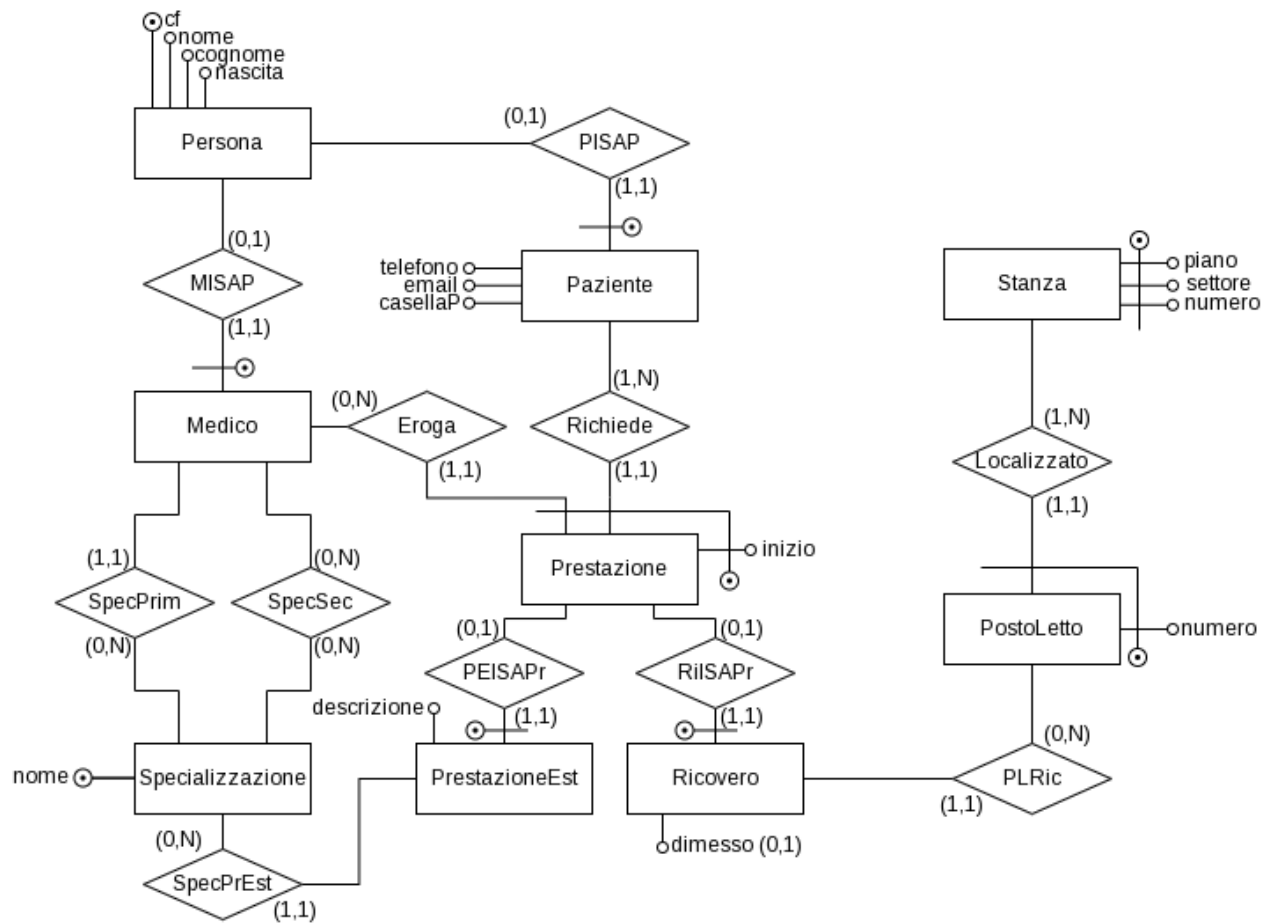 cf
nome
cognome
nascita
Persona
(0,1)
PISAP
(1,1)
(0,1)
MISAP
(1,1)
telefono
email
casellaP
Paziente
Stanza
piano
settore
numero
Medico
(0,N)
Eroga
(1,1)
(1,N)
Richiede
(1,1)
(1,N)
Localizzato
(1,1)
Prestazione
inizio
(1,1)
SpecPrim
(0,N)
(0,N)
SpecSec
(0,N)
(0,1)
PEISAPr
(1,1)
(0,1)
RiISAPr
(1,1)
PostoLetto
numero
descrizione
nome
Specializzazione
PrestazioneEst
Ricovero
(0,N)
PLRic
(1,1)
dimesso (0,1)
(0,N)
SpecPrEst
(1,1)